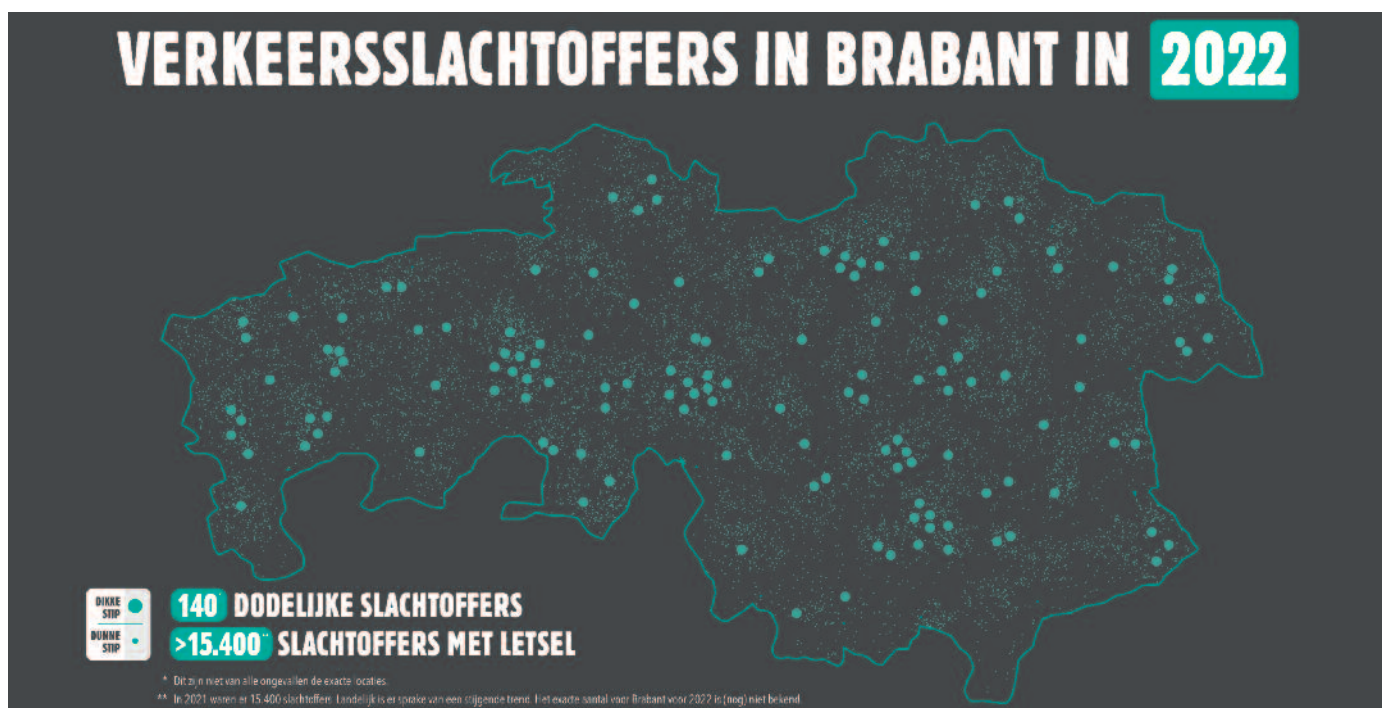 VERKEERSSLACHTOFFERS IN BRABANT IN 2022
DIKKE
STIP
140* DODELIJKE SLACHTOFFERS
DUNNE
STIP
>15.400** SLACHTOFFERS MET LETSEL
* Dit zijn niet van alle ongevallen de exacte locaties.
** In 2021 waren er 15.400 slachtoffers. Landelijk is er sprake van een stijgende trend. Het exacte aantal voor Brabant voor 2022 is (nog) niet bekend.